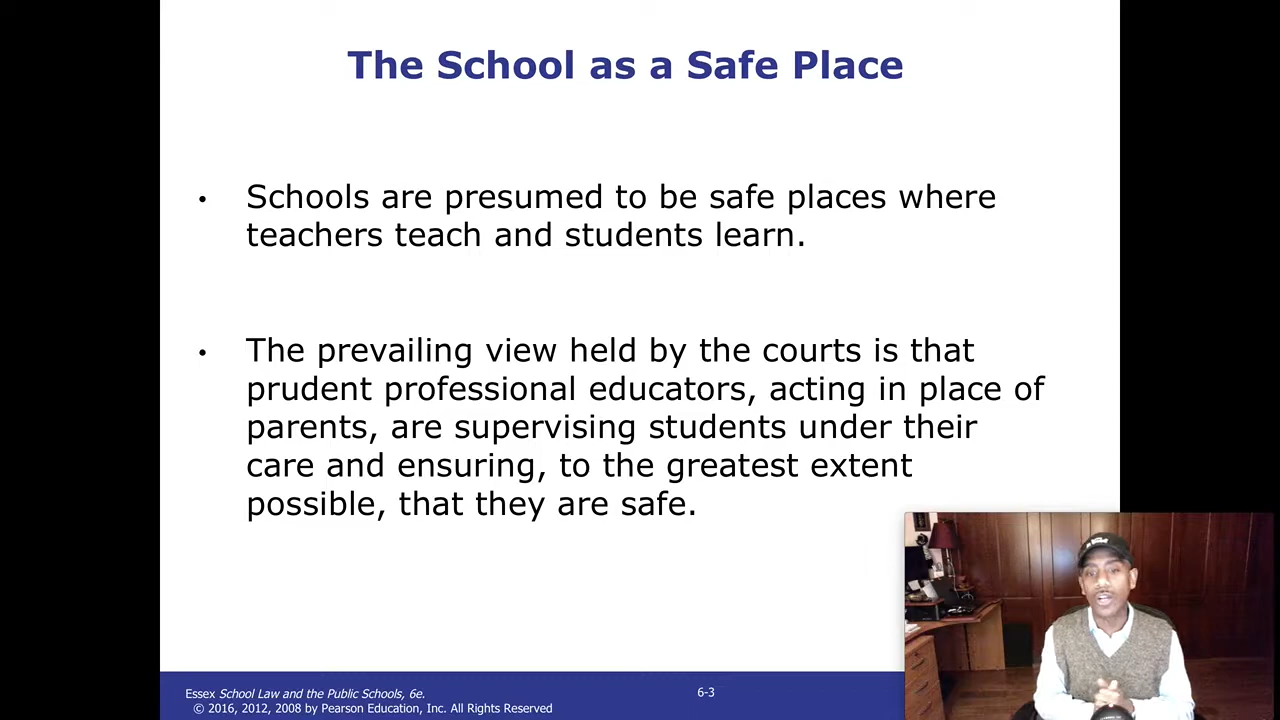 The School as a Safe Place
• Schools are presumed to be safe places where
teachers teach and students learn.
• The prevailing view held by the courts is that
prudent professional educators, acting in place of
parents, are supervising students under their
care and ensuring, to the greatest extent
possible, that they are safe.
Essex School Law and the Public Schools, 6e.
© 2016, 2012, 2008 by Pearson Education, Inc. All Rights Reserved
6-3